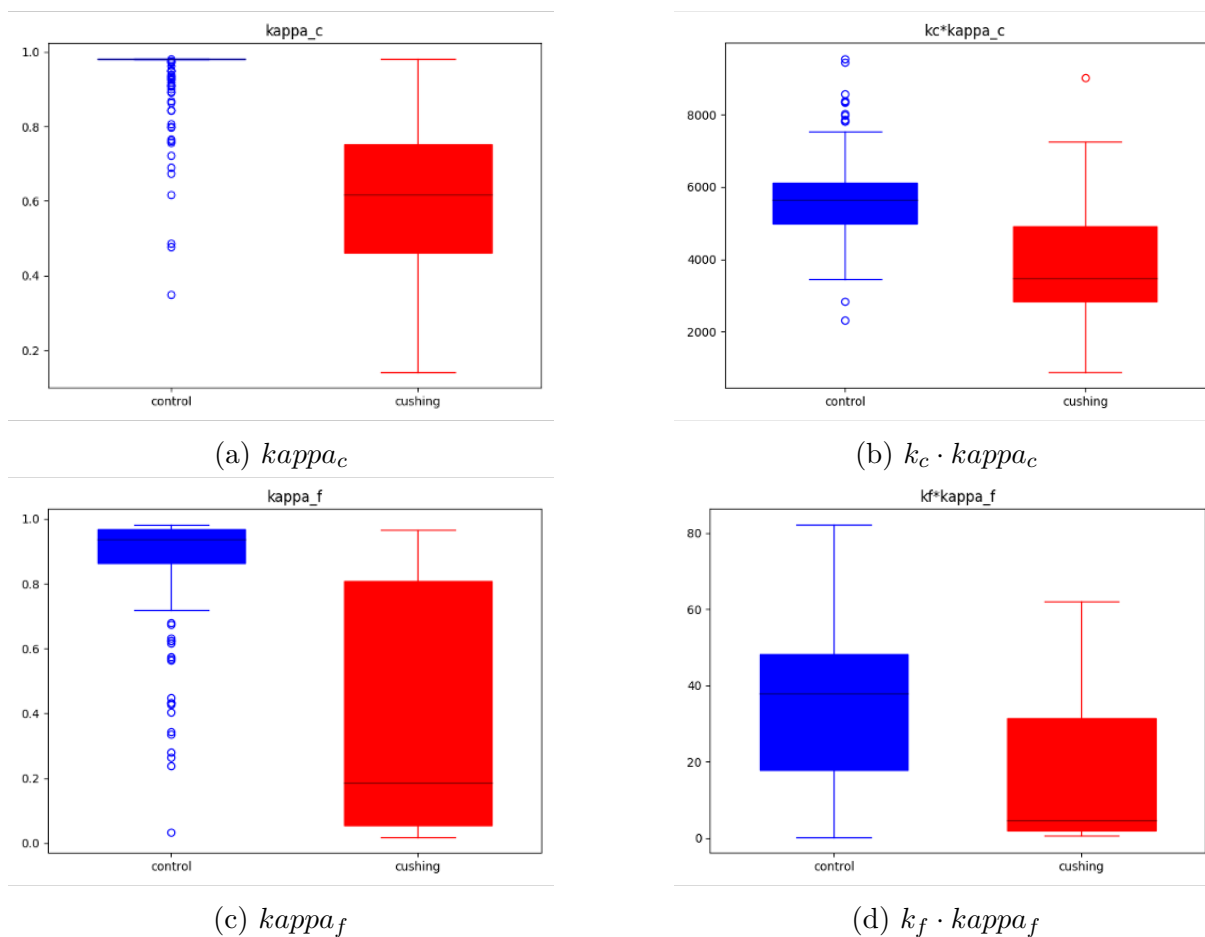 kappa_c
1.0
0.8
0.6
0.4
0.2
control cushing
(a) kappa_c
kc*kappa_c
8000
6000
4000
2000
control cushing
(b) k_c · kappa_c
kappa_f
1.0
0.8
0.6
0.4
0.2
0.0
control cushing
(c) kappa_f
kf*kappa_f
80
60
40
20
0
control cushing
(d) k_f · kappa_f